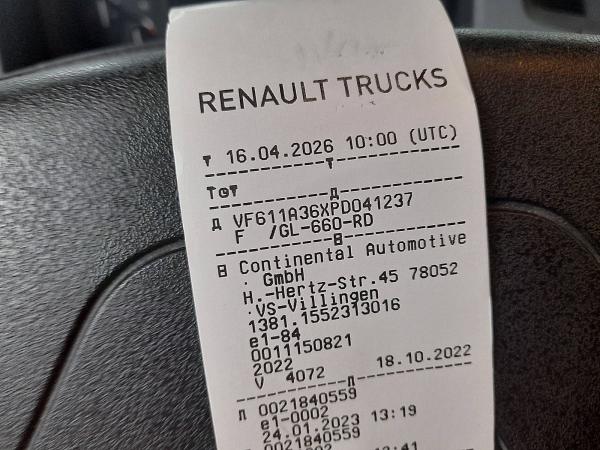 RENAULT TRUCKS
▼ 16.04.2026 10:00 (UTC)
VF611A36XPD041237
F /GL-660-RD
Continental Automotive
. GmbH
H.-Hertz-Str.45 78052
.VS-Villingen
1381.1552313016
e1-84
0011150821
2022
V 4072 18.10.2022
0021840559
e1-0002
24.01.2023 13:19
0021840559